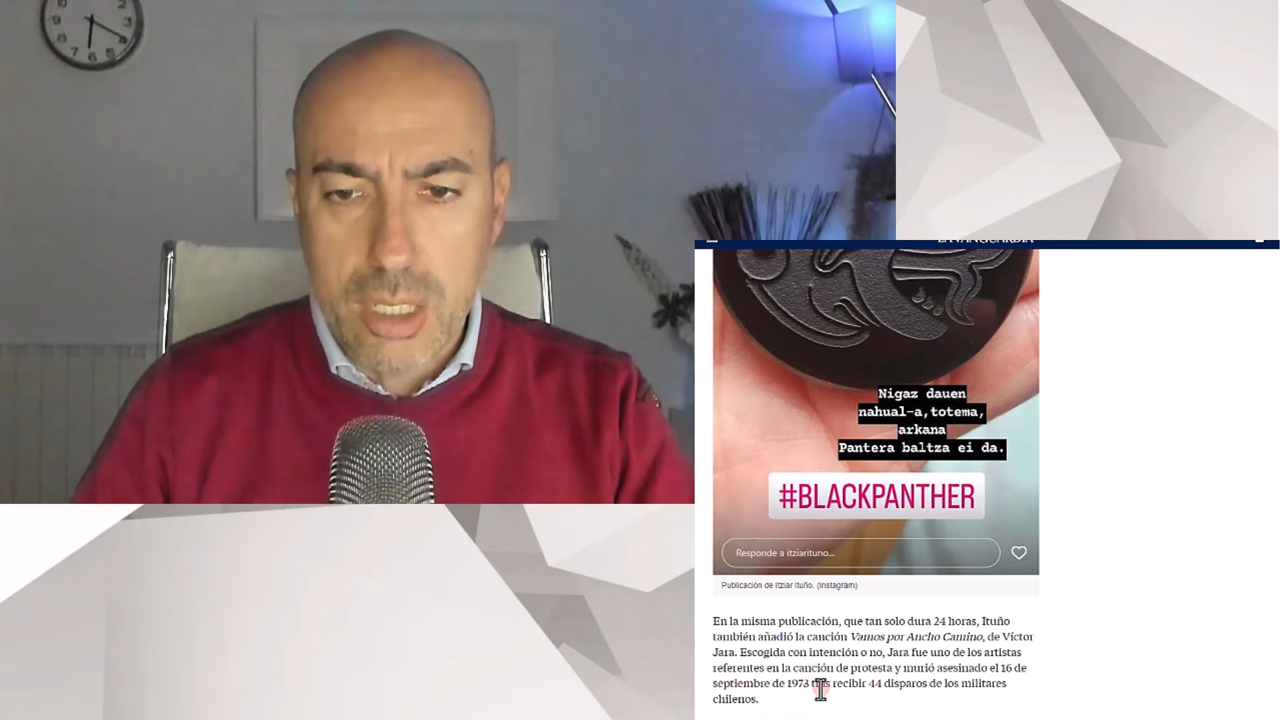 LA VANGUARDIA
Nigaz dauen
nahual-a,totema,
arkana
Pantera baltza ei da.
#BLACKPANTHER
Responde a itziarituno...
Publicación de Itziar Ituño. (Instagram)
En la misma publicación, que tan solo dura 24 horas, Ituño
también añadió la canción Vamos por Ancho Camino, de Víctor
Jara. Escogida con intención o no, Jara fue uno de los artistas
referentes en la canción de protesta y murió asesinado el 16 de
septiembre de 1973 tras recibir 44 disparos de los militares
chilenos.